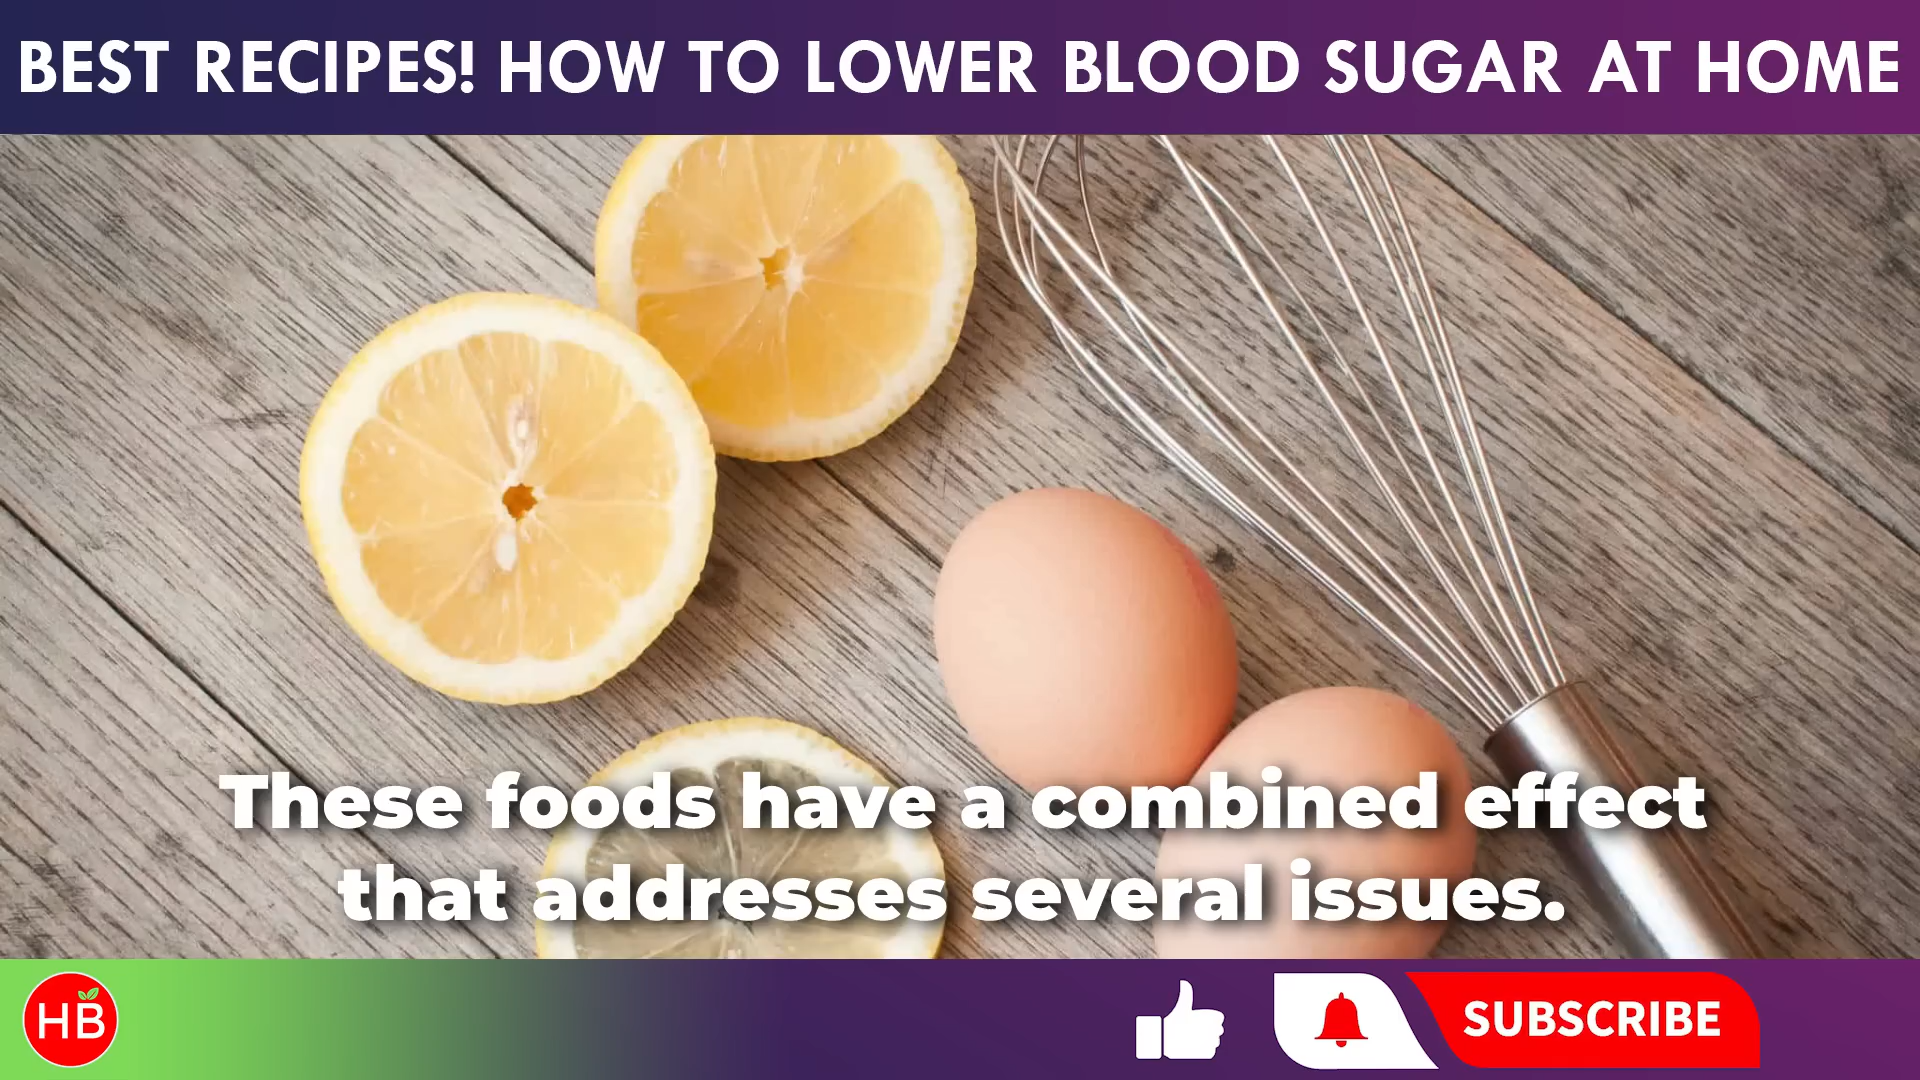 BEST RECIPES! HOW TO LOWER BLOOD SUGAR AT HOME
These foods have a combined effect
that addresses several issues.
HB
SUBSCRIBE